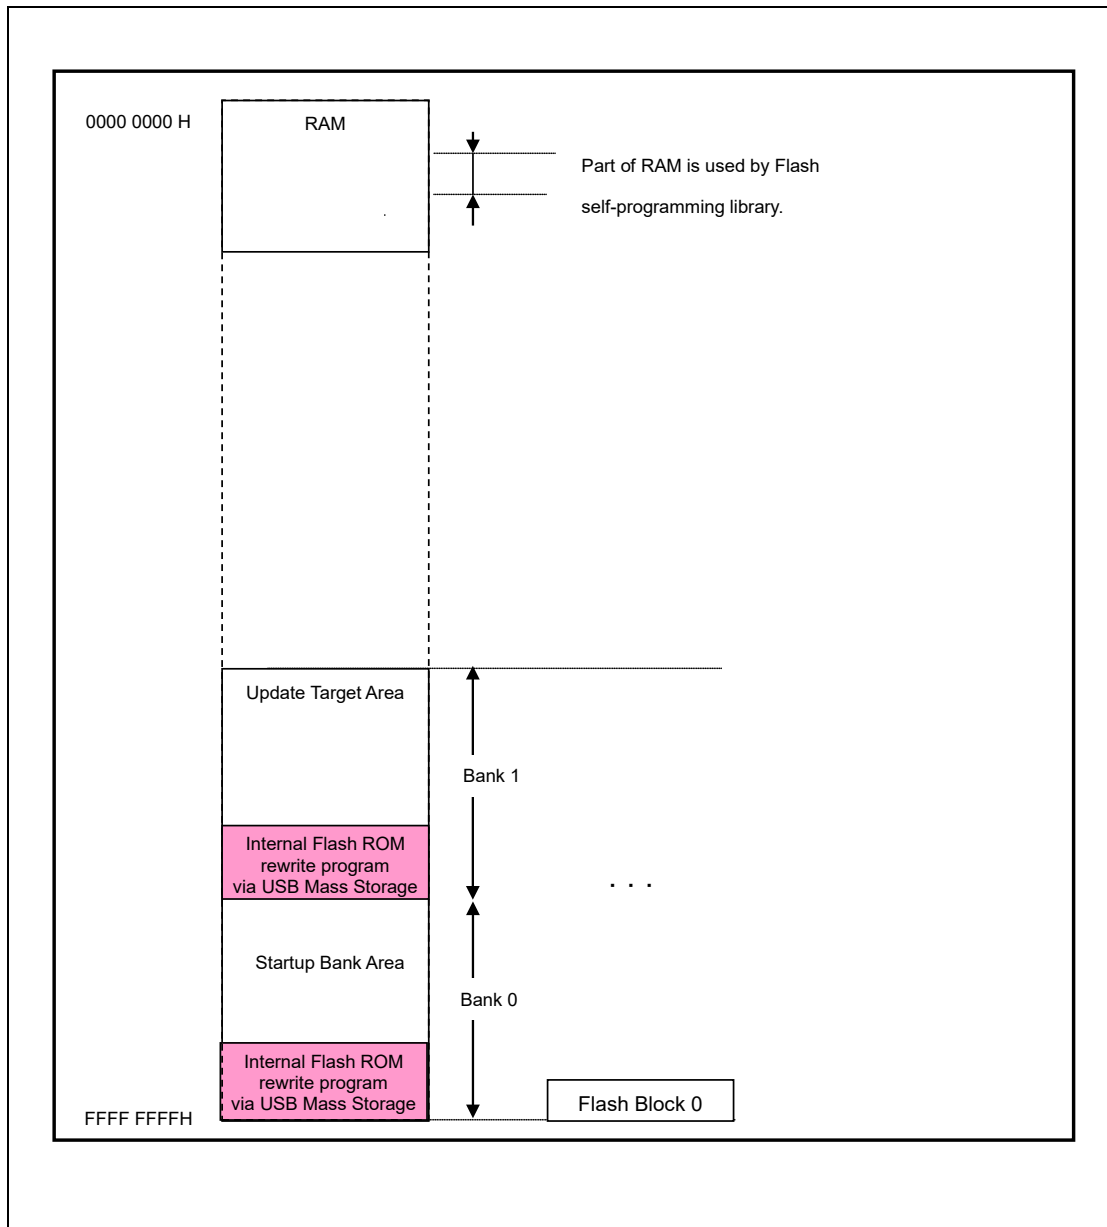 0000 0000 H
RAM
Part of RAM is used by Flash
self-programming library.
Update Target Area
Bank 1
Internal Flash ROM
rewrite program
via USB Mass Storage
. . .
Startup Bank Area
Bank 0
Internal Flash ROM
rewrite program
via USB Mass Storage
Flash Block 0
FFFF FFFFH